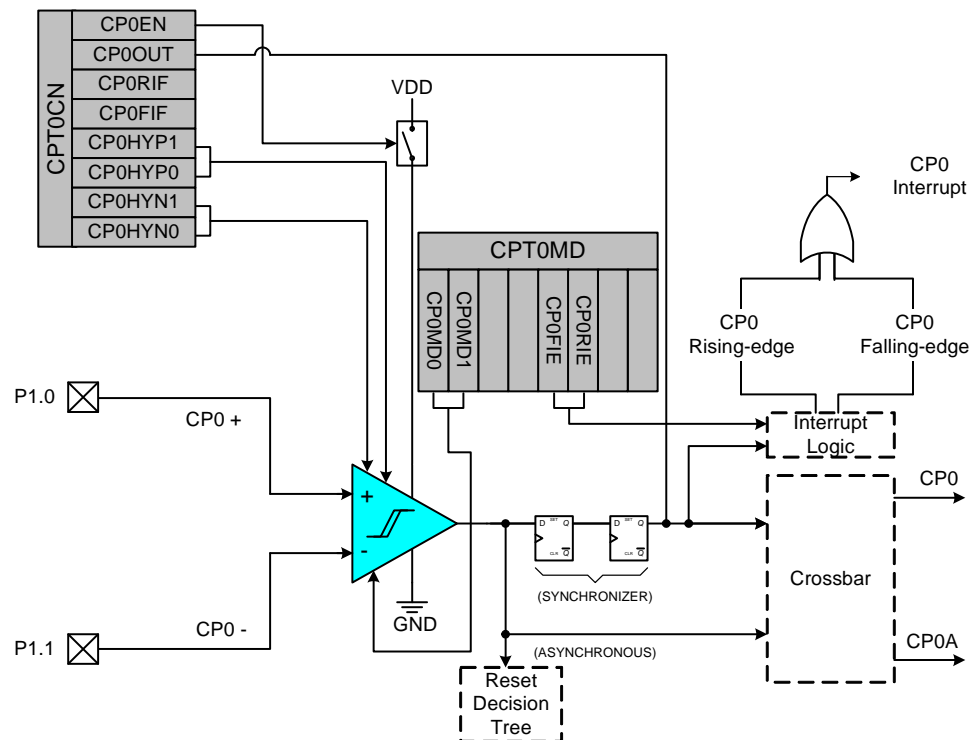 CPT0CN
CP0EN
CP0OUT
CP0RIF
CP0FIF
CP0HYP1
CP0HYP0
CP0HYN1
CP0HYN0
VDD
CPT0MD
CP0MD0
CP0MD1
CP0FIE
CP0RIE
CP0
Interrupt
CP0
Rising-edge
CP0
Falling-edge
Interrupt
Logic
P1.0
CP0 +
+
-
P1.1
CP0 -
GND
D
SET
Q
CLR
Q
D
SET
Q
CLR
Q
(SYNCHRONIZER)
(ASYNCHRONOUS)
Reset
Decision
Tree
Crossbar
CP0
CP0A